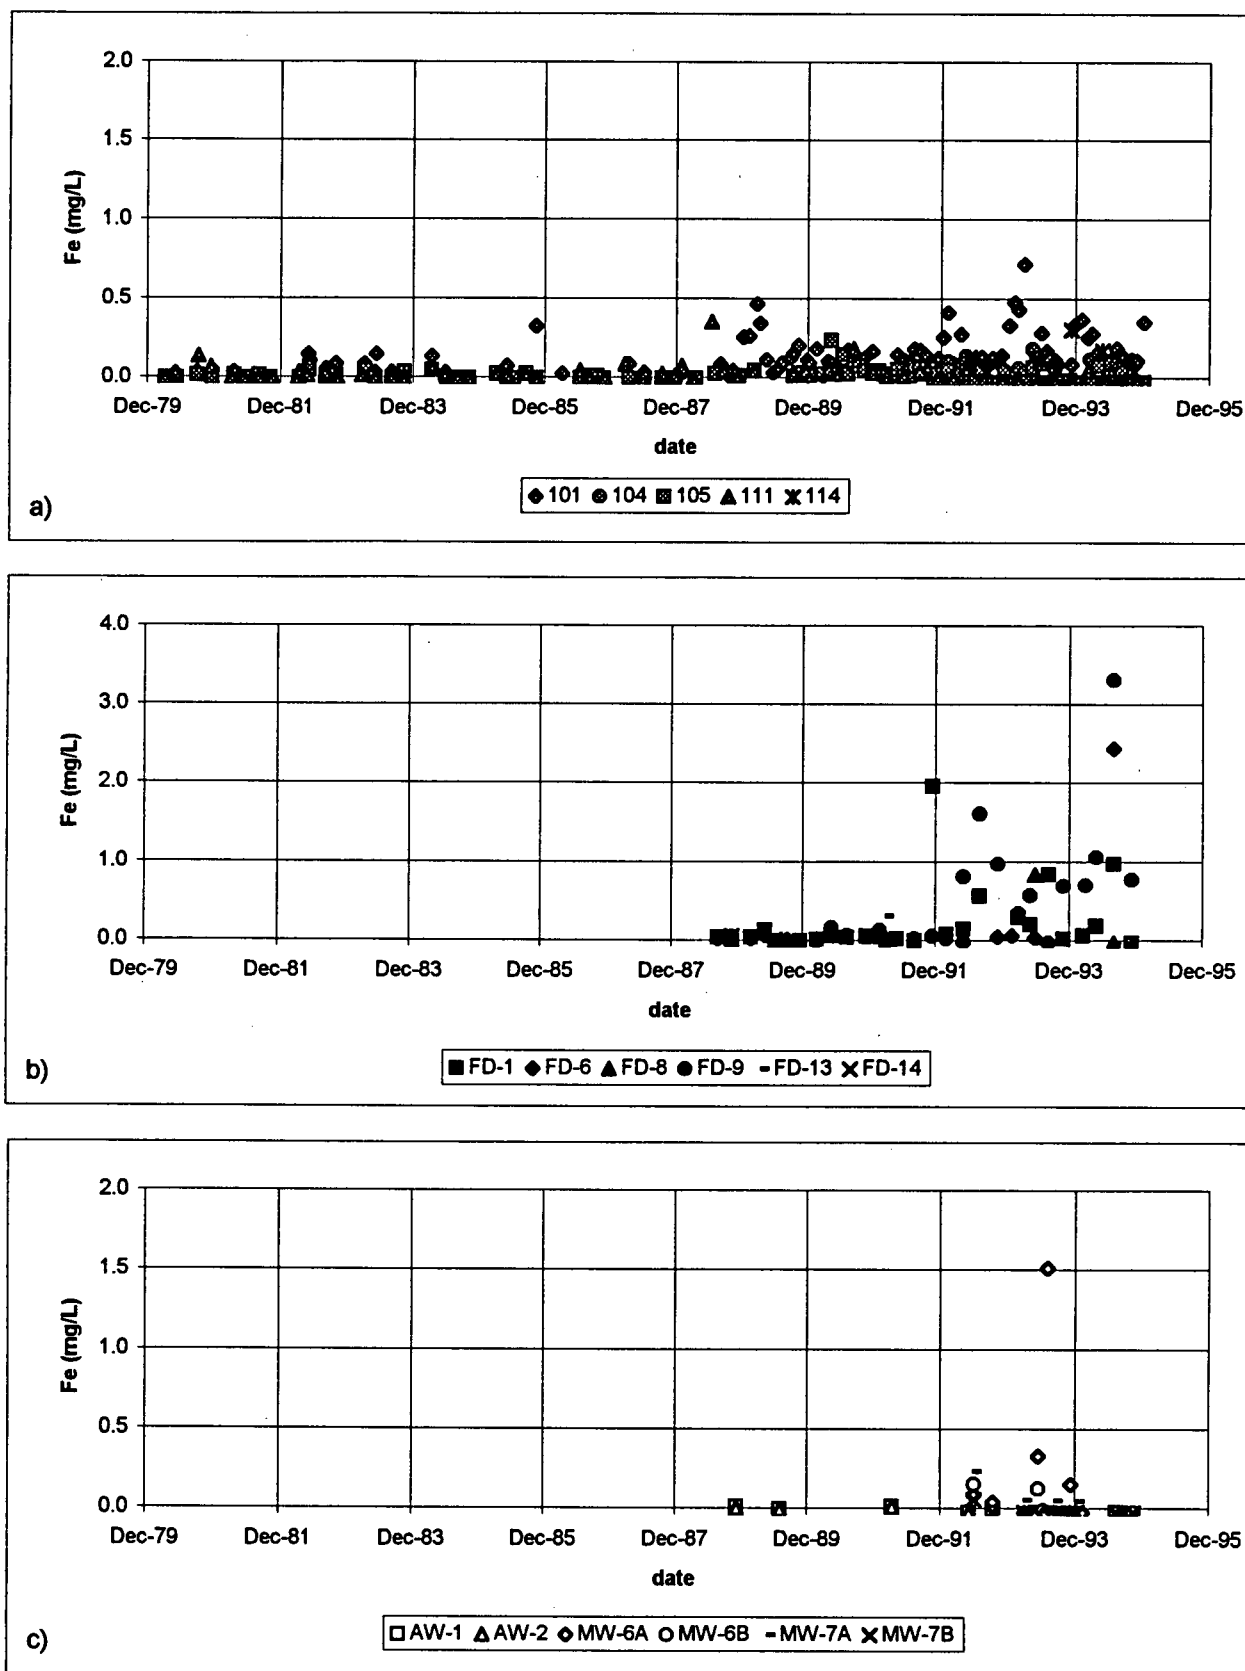 2.0
1.5
1.0
0.5
0.0
Fe (mg/L)
Dec-79 Dec-81 Dec-83 Dec-85 Dec-87 Dec-89 Dec-91 Dec-93 Dec-95
date
101 104 105 111 114
a)
4.0
3.0
2.0
1.0
0.0
Fe (mg/L)
Dec-79 Dec-81 Dec-83 Dec-85 Dec-87 Dec-89 Dec-91 Dec-93 Dec-95
date
FD-1 FD-6 FD-8 FD-9 FD-13 FD-14
b)
2.0
1.5
1.0
0.5
0.0
Fe (mg/L)
Dec-79 Dec-81 Dec-83 Dec-85 Dec-87 Dec-89 Dec-91 Dec-93 Dec-95
date
AW-1 AW-2 MW-6A MW-6B MW-7A MW-7B
c)